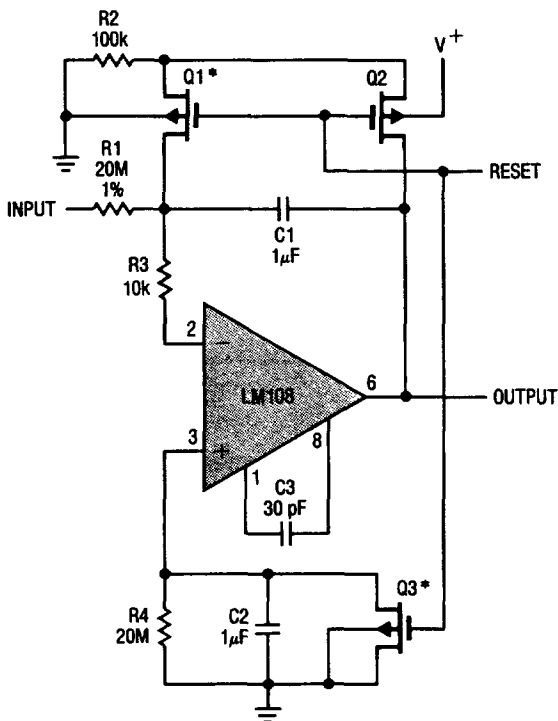 R2
100k
Q1*
Q2
V+
R1
20M
1%
RESET
INPUT
C1
1μF
R3
10k
2
−
6
LM108
OUTPUT
3
+
8
1
C3
30 pF
R4
20M
C2
1μF
Q3*